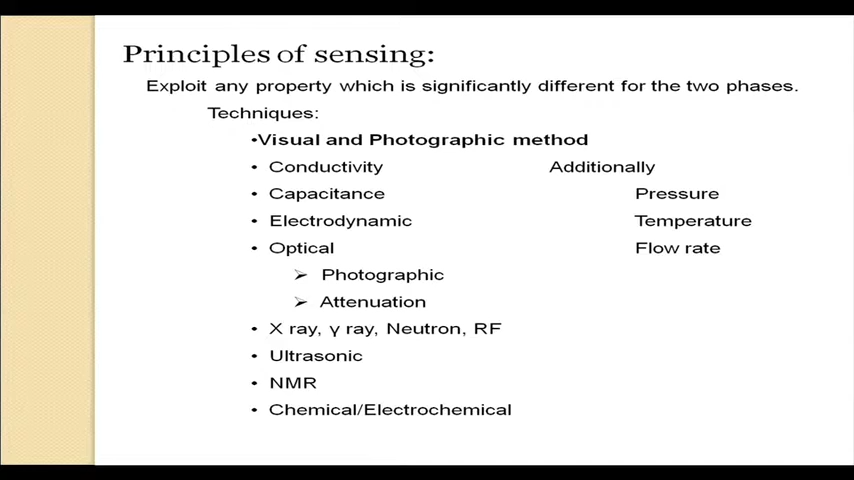 Principles of sensing:
Exploit any property which is significantly different for the two phases.
Techniques:
•Visual and Photographic method
• Conductivity Additionally
• Capacitance Pressure
• Electrodynamic Temperature
• Optical Flow rate
➢ Photographic
➢ Attenuation
• X ray, γ ray, Neutron, RF
• Ultrasonic
• NMR
• Chemical/Electrochemical